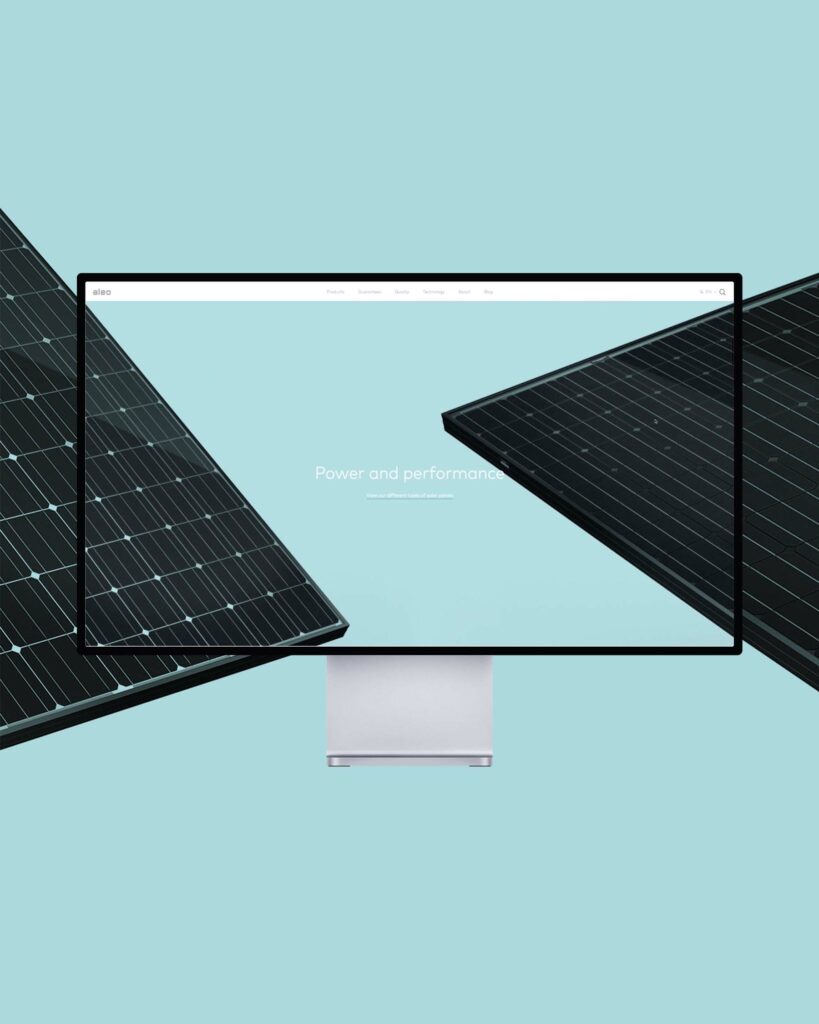 aleo
Products Guarantees Quality Technology About Blog
EN
Power and performance
View our different types of solar panels